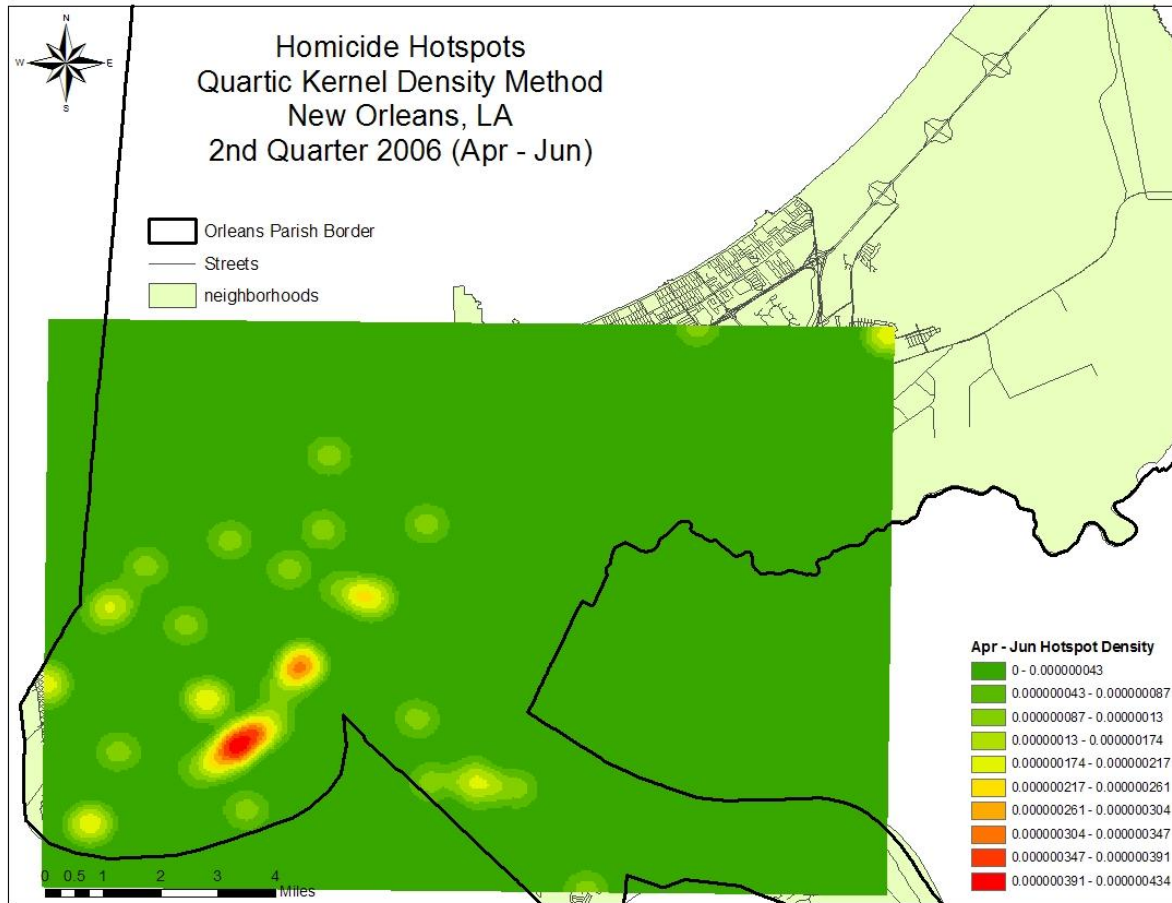 N
W E
S
Homicide Hotspots
Quartic Kernel Density Method
New Orleans, LA
2nd Quarter 2006 (Apr - Jun)
Orleans Parish Border
Streets
neighborhoods
Apr - Jun Hotspot Density
0 - 0.000000043
0.000000043 - 0.000000087
0.000000087 - 0.00000013
0.00000013 - 0.000000174
0.000000174 - 0.000000217
0.000000217 - 0.000000261
0.000000261 - 0.000000304
0.000000304 - 0.000000347
0.000000347 - 0.000000391
0.000000391 - 0.000000434
0 0.5 1 2 3 4
Miles